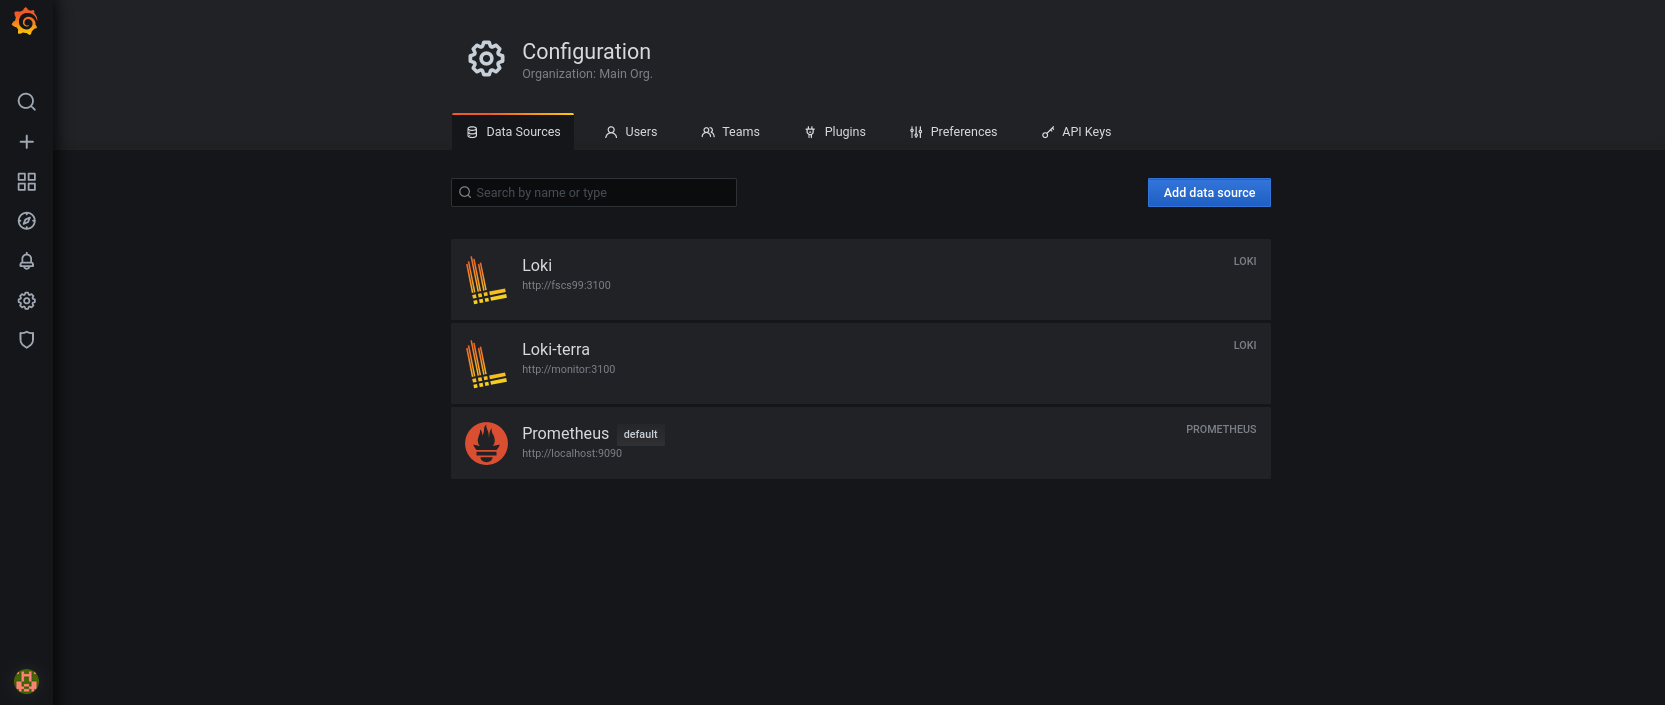 Configuration
Organization: Main Org.
Data Sources Users Teams Plugins Preferences API Keys
Search by name or type Add data source
Loki LOKI
http://fscs99:3100
Loki-terra LOKI
http://monitor:3100
Prometheus default PROMETHEUS
http://localhost:9090